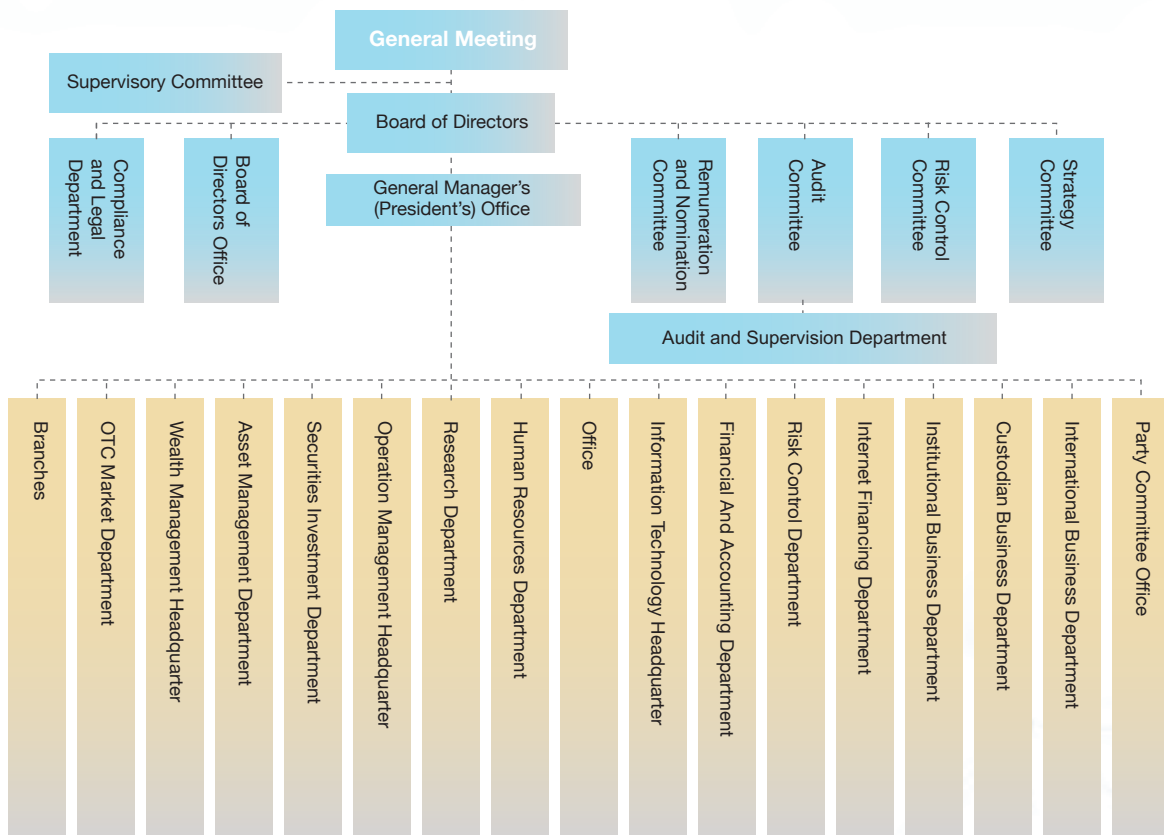 General Meeting
Supervisory Committee
Board of Directors
Compliance
and Legal
Department
Board of
Directors Office
General Manager's
(President's) Office
Remuneration
and Nomination
Committee
Audit
Committee
Risk Control
Committee
Strategy
Committee
Audit and Supervision Department
Branches
OTC Market Department
Wealth Management Headquarter
Asset Management Department
Securities Investment Department
Operation Management Headquarter
Research Department
Human Resources Department
Office
Information Technology Headquarter
Financial And Accounting Department
Risk Control Department
Internet Financing Department
Institutional Business Department
Custodian Business Department
International Business Department
Party Committee Office